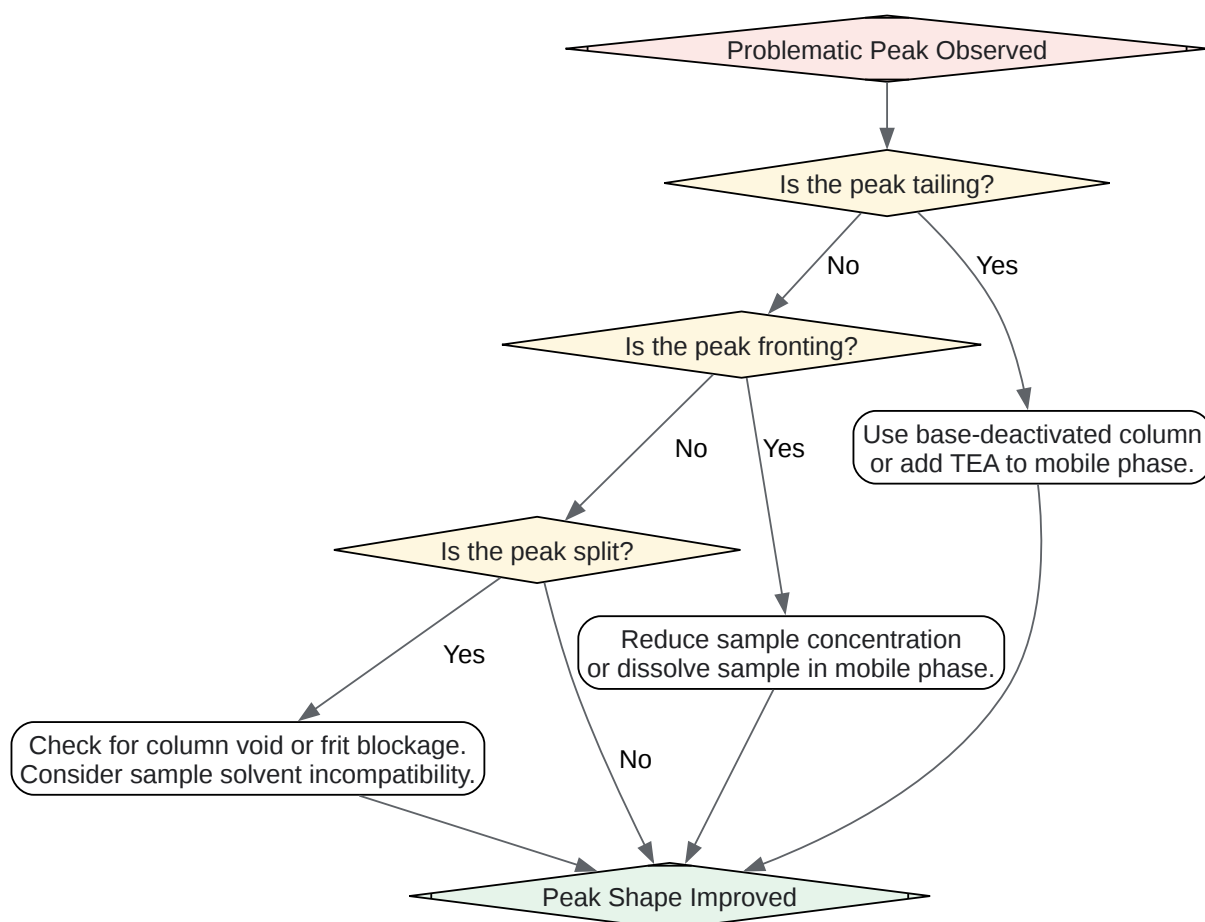 Problematic Peak Observed
Is the peak tailing?
No
Yes
Is the peak fronting?
Use base-deactivated column
or add TEA to mobile phase.
No
Yes
Is the peak split?
Reduce sample concentration
or dissolve sample in mobile phase.
Yes
Check for column void or frit blockage.
Consider sample solvent incompatibility.
No
Peak Shape Improved